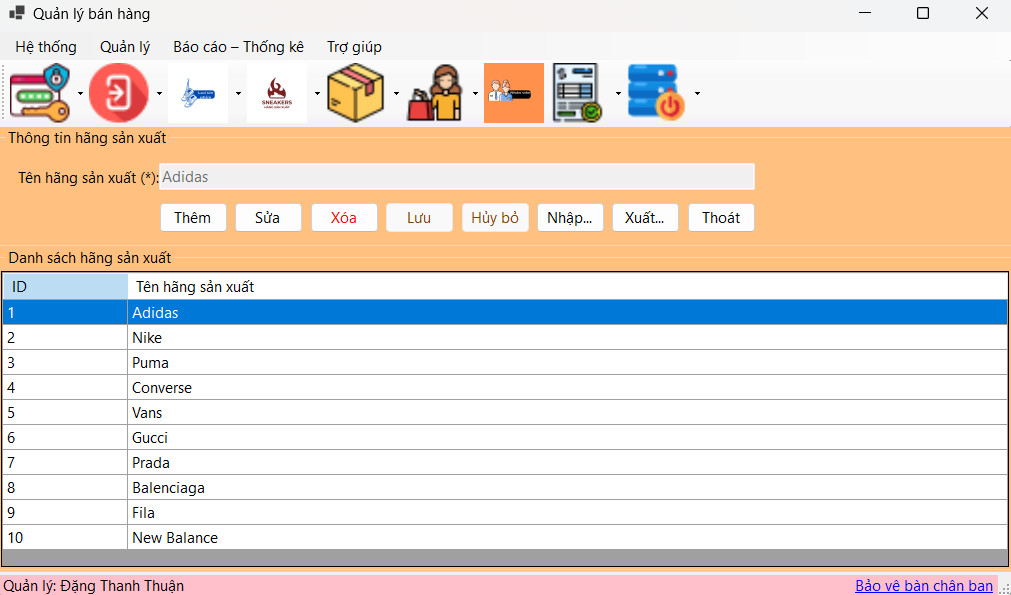 Quản lý bán hàng
Hệ thống Quản lý Báo cáo – Thống kê Trợ giúp
SNEAKERS
Thông tin hãng sản xuất
Tên hãng sản xuất (*): Adidas
Thêm Sửa Xóa Lưu Hủy bỏ Nhập... Xuất... Thoát
Danh sách hãng sản xuất
ID Tên hãng sản xuất
1 Adidas
2 Nike
3 Puma
4 Converse
5 Vans
6 Gucci
7 Prada
8 Balenciaga
9 Fila
10 New Balance
Quản lý: Đặng Thanh Thuận Bảo vệ bàn chân bạn